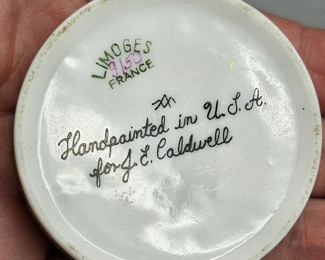 LIMOGES
FRANCE
Handpainted in U.S.A.
for J. E. Caldwell